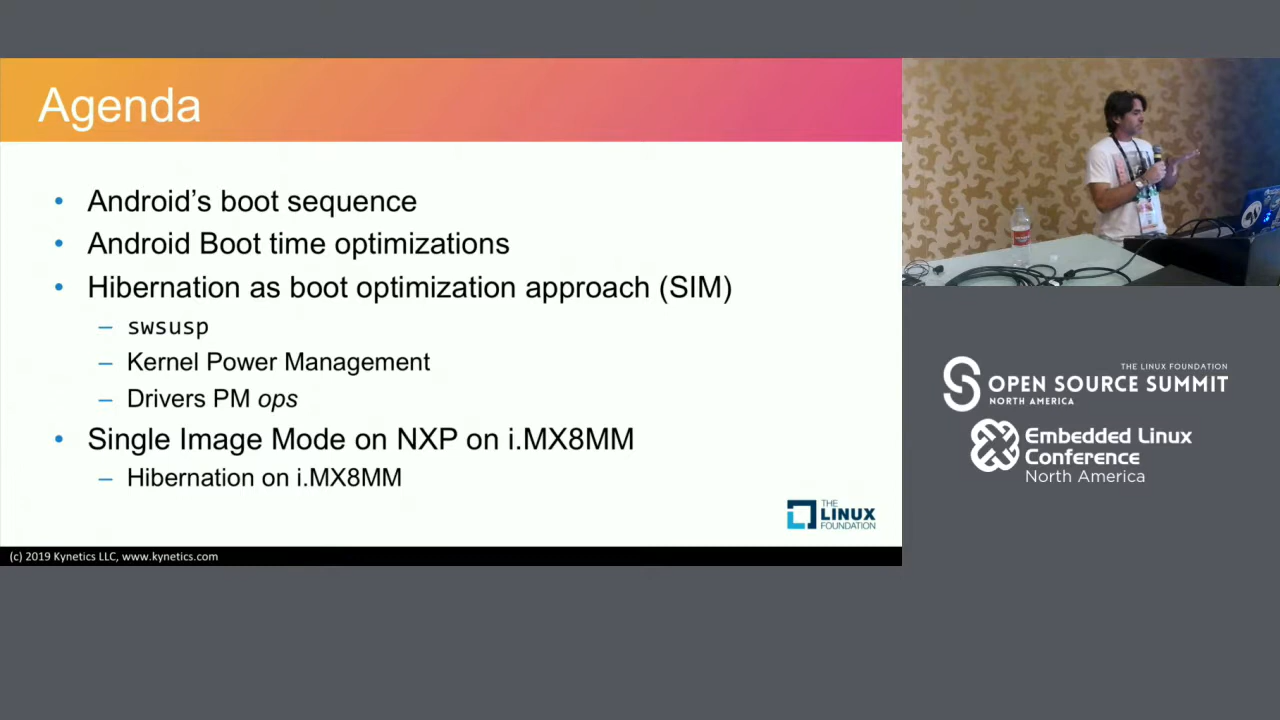 Agenda
• Android’s boot sequence
• Android Boot time optimizations
• Hibernation as boot optimization approach (SIM)
– swsusp
– Kernel Power Management
– Drivers PM ops
• Single Image Mode on NXP on i.MX8MM
– Hibernation on i.MX8MM
THE
LINUX
FOUNDATION
(c) 2019 Kynetics LLC, www.kynetics.com
THE LINUX FOUNDATION
OPEN SOURCE SUMMIT
NORTH AMERICA
Embedded Linux
Conference
North America